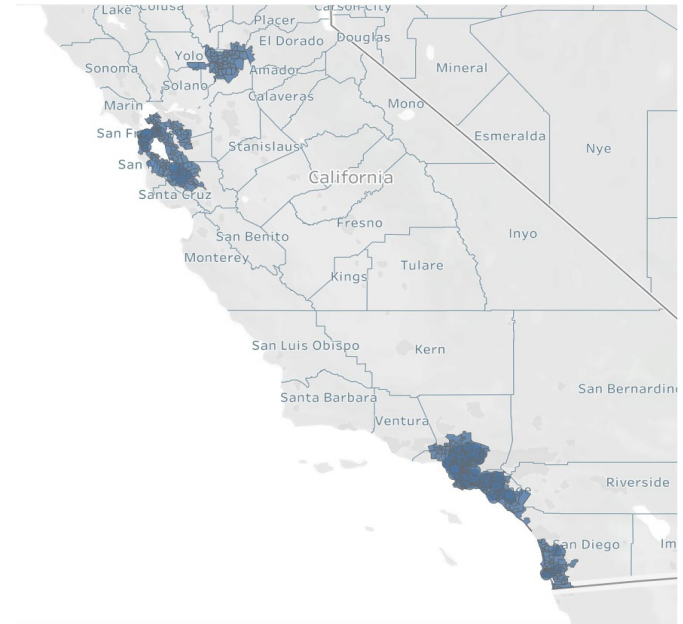 Lake
Colusa
Carson City
Placer
Yolo
El Dorado
Douglas
Sonoma
Amador
Mineral
Solano
Calaveras
Marin
Mono
San Fr
Esmeralda
Stanislaus
Nye
San
California
Santa Cruz
Fresno
Inyo
San Benito
Monterey
Tulare
Kings
San Luis Obispo
Kern
Santa Barbara
San Bernardin
Ventura
Riverside
San Diego
Im